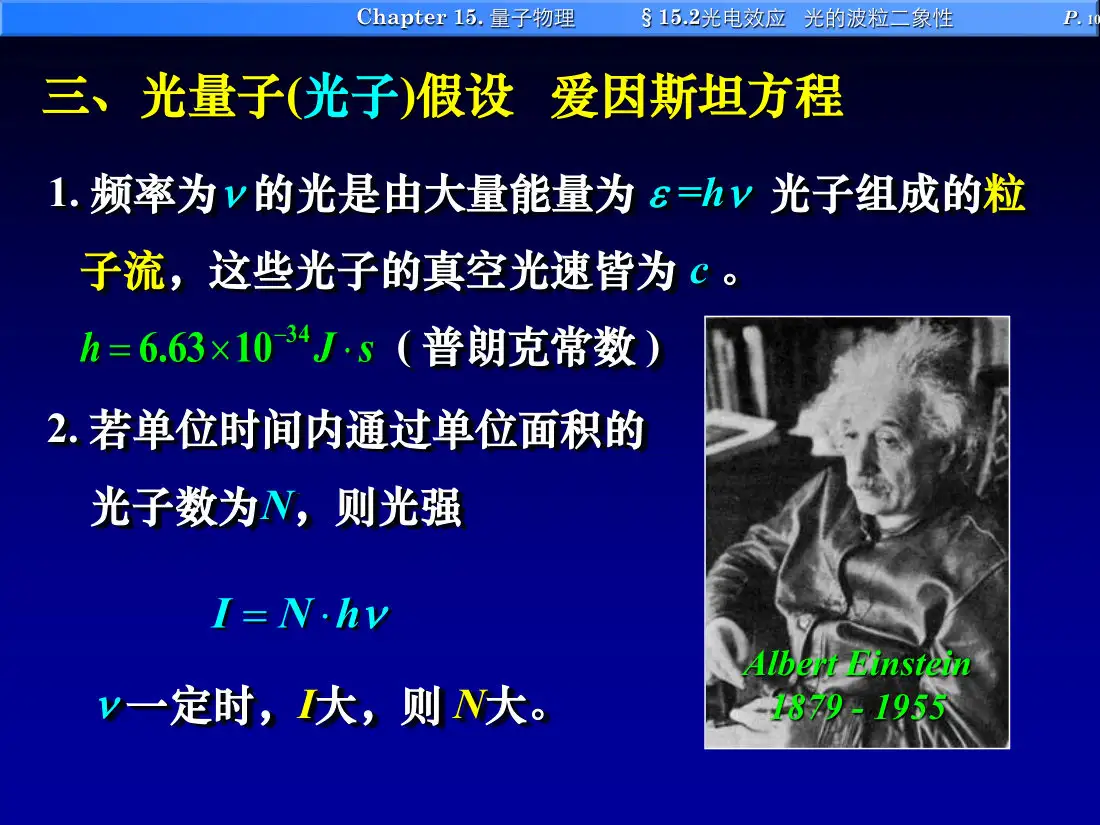 Chapter 15. 量子物理 §15.2光电效应 光的波粒二象性 P. 10
三、光量子(光子)假设 爱因斯坦方程
1. 频率为ν的光是由大量能量为 ε=hν 光子组成的粒
子流，这些光子的真空光速皆为 c 。
h = 6.63×10⁻³⁴ J·s ( 普朗克常数 )
2. 若单位时间内通过单位面积的
光子数为N，则光强
I = N·hν
ν一定时，I大，则 N大。
Albert Einstein
1879 - 1955